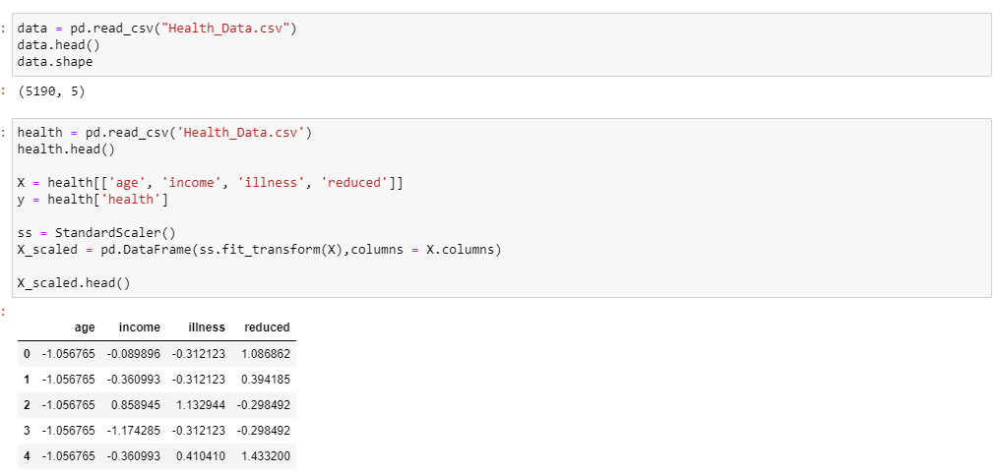 : data = pd.read_csv("Health_Data.csv")
data.head()
data.shape
: (5190, 5)
: health = pd.read_csv('Health_Data.csv')
health.head()
X = health[['age', 'income', 'illness', 'reduced']]
y = health['health']
ss = StandardScaler()
X_scaled = pd.DataFrame(ss.fit_transform(X),columns = X.columns)
X_scaled.head()
:
age income illness reduced
0 -1.056765 -0.089896 -0.312123 1.086862
1 -1.056765 -0.360993 -0.312123 0.394185
2 -1.056765 0.858945 1.132944 -0.298492
3 -1.056765 -1.174285 -0.312123 -0.298492
4 -1.056765 -0.360993 0.410410 1.433200